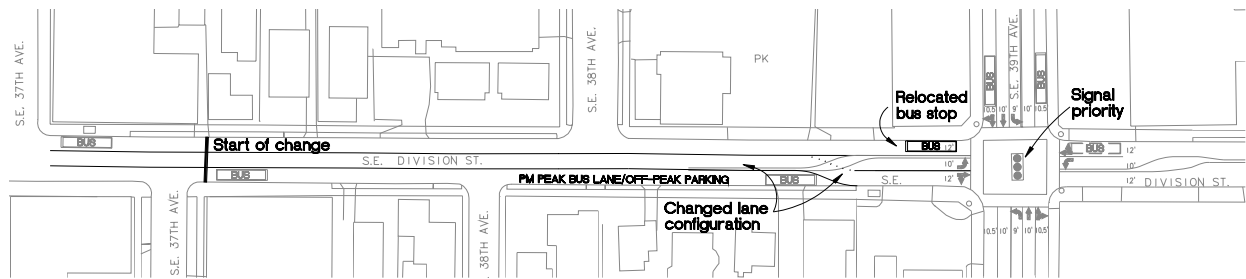 S.E. 37TH AVE.
S.E. 38TH AVE.
PK
BUS
S.E. 39TH AVE.
BUS
Relocated
bus stop
Signal
priority
10.5'
10'
9'
10'
10.5
BUS
Start of change
S.E. DIVISION ST.
BUS
12'
10'
12'
BUS
12'
10'
12'
BUS
PM PEAK BUS LANE/OFF-PEAK PARKING
BUS
S.E.
DIVISION ST.
Changed lane
configuration
S.E. 37TH AVE.
S.E. 38TH AVE.
10.5'
10'
9'
10'
10.5'